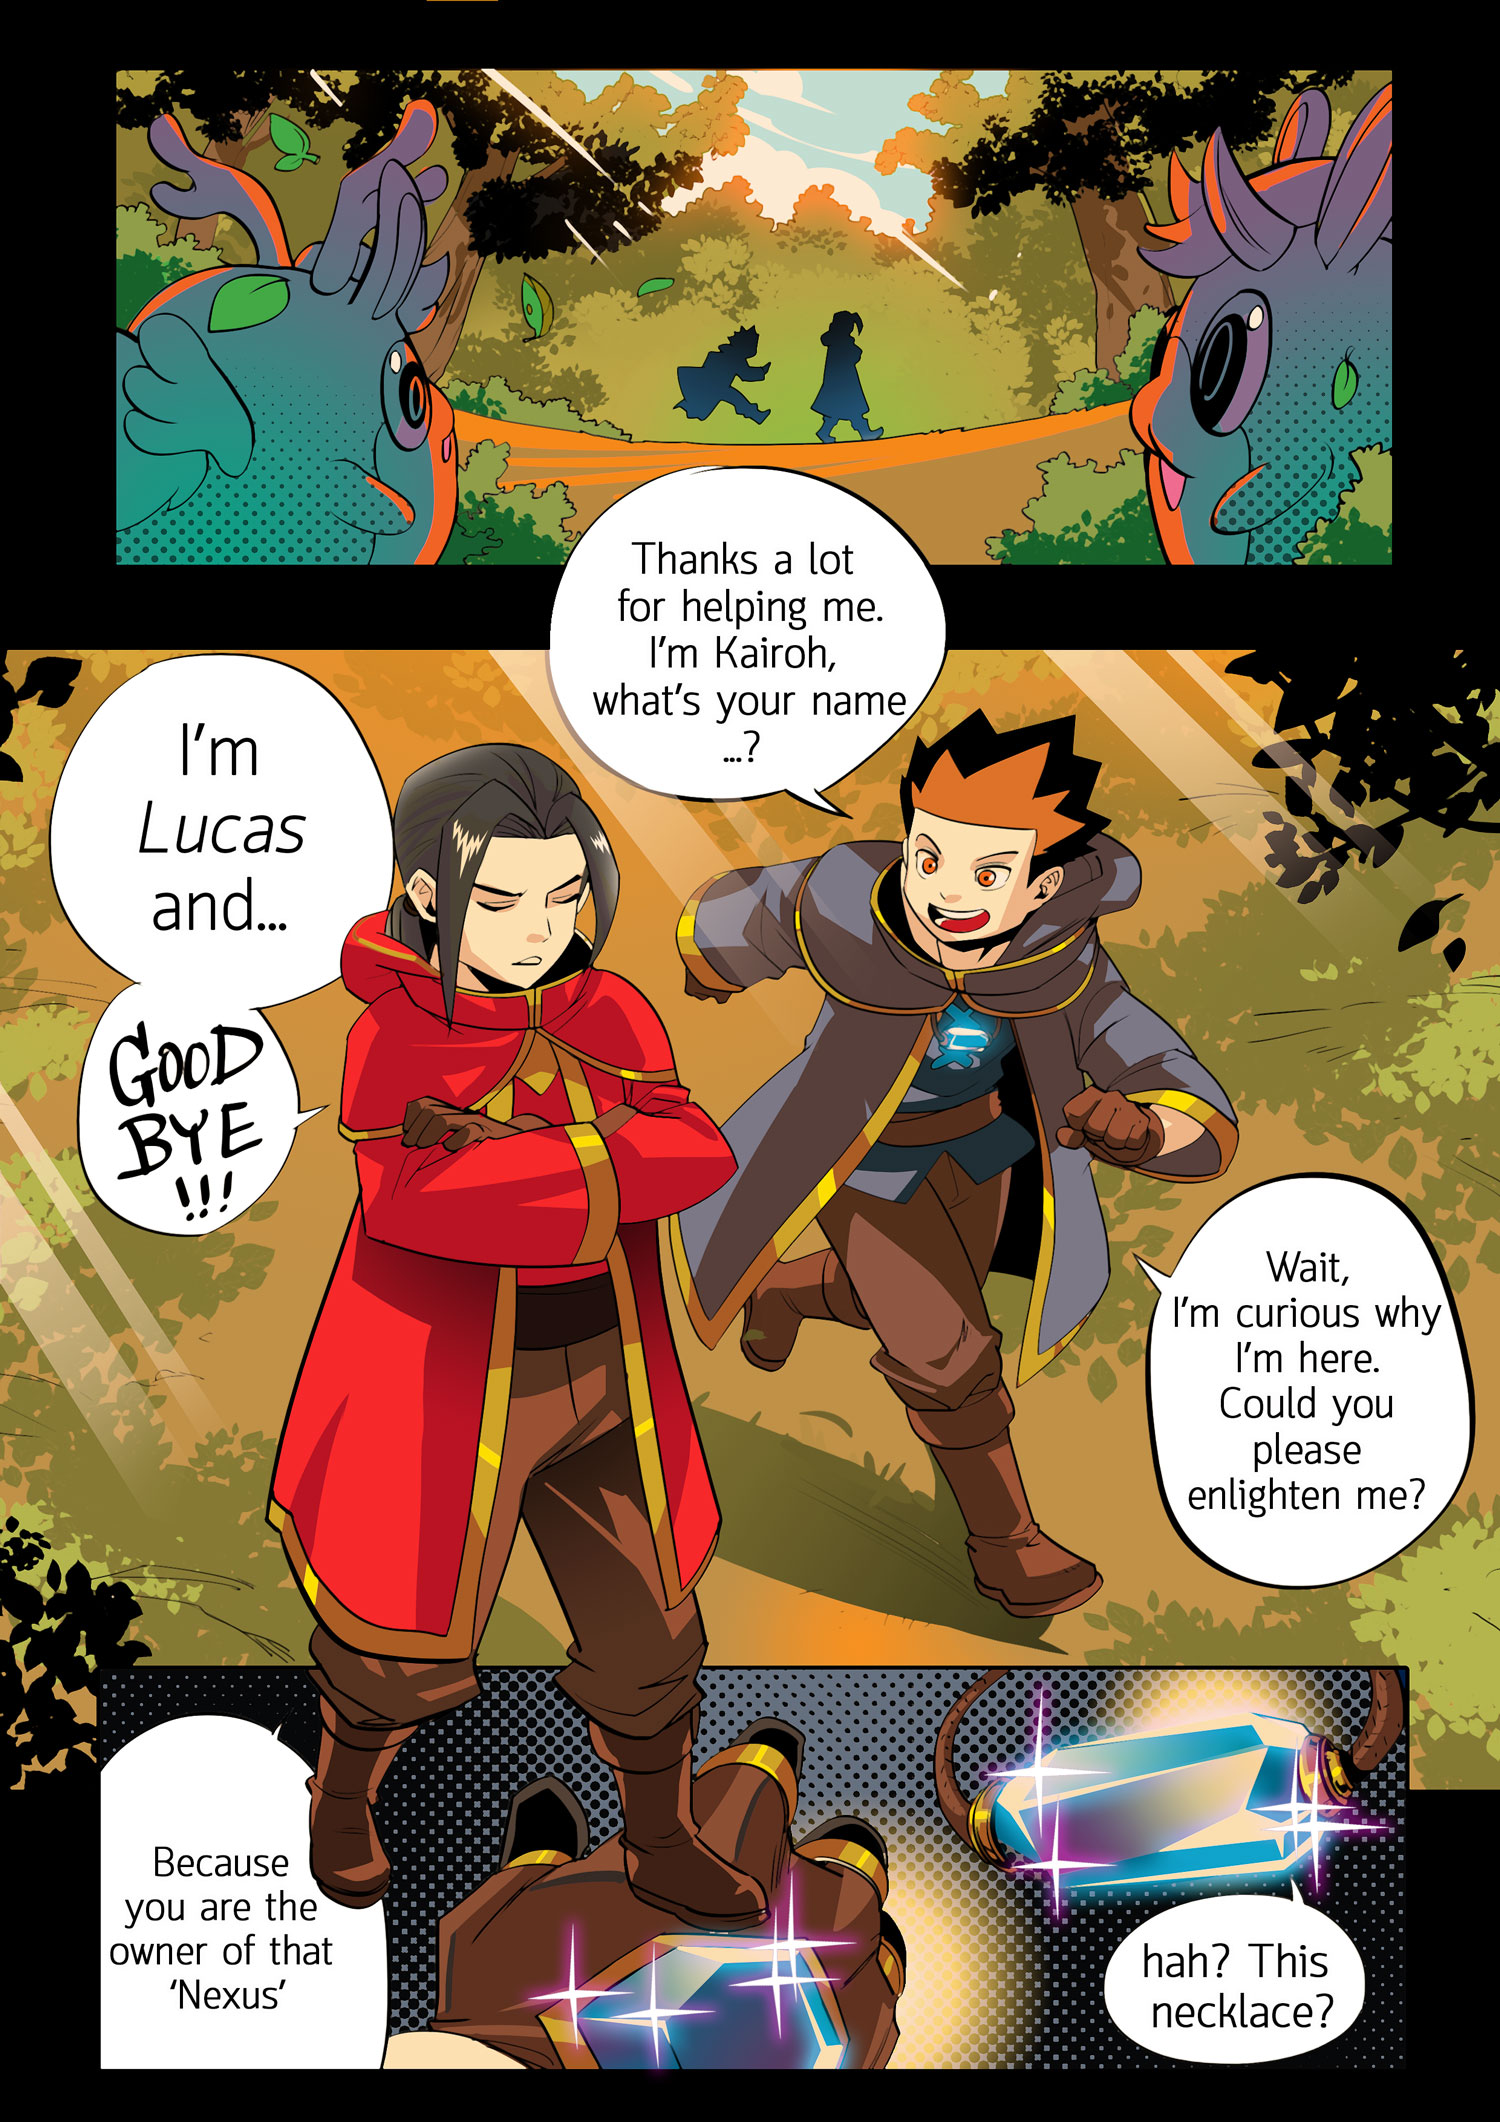 Thanks a lot
for helping me.
I'm Kairoh,
what's your name
...?
I'm
Lucas
and...
GOOD
BYE
!!!
Wait,
I'm curious why
I'm here.
Could you
please
enlighten me?
Because
you are the
owner of that
'Nexus'
hah? This
necklace?